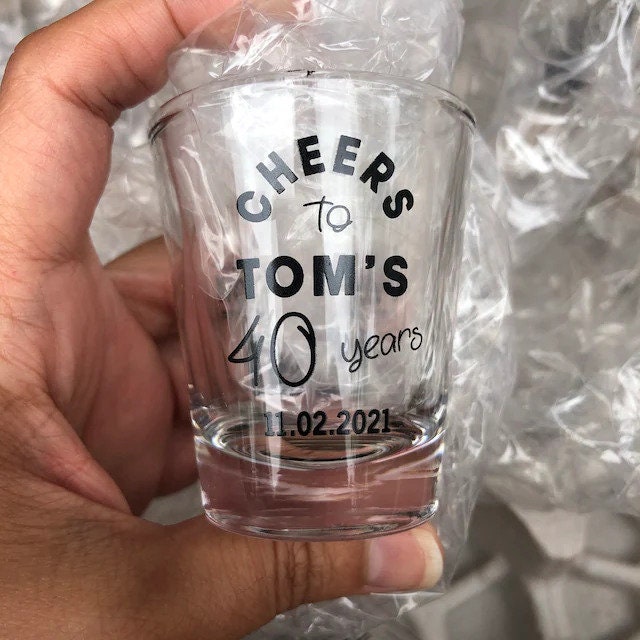 CHEERS
To
TOM'S
40 years
11.02.2021